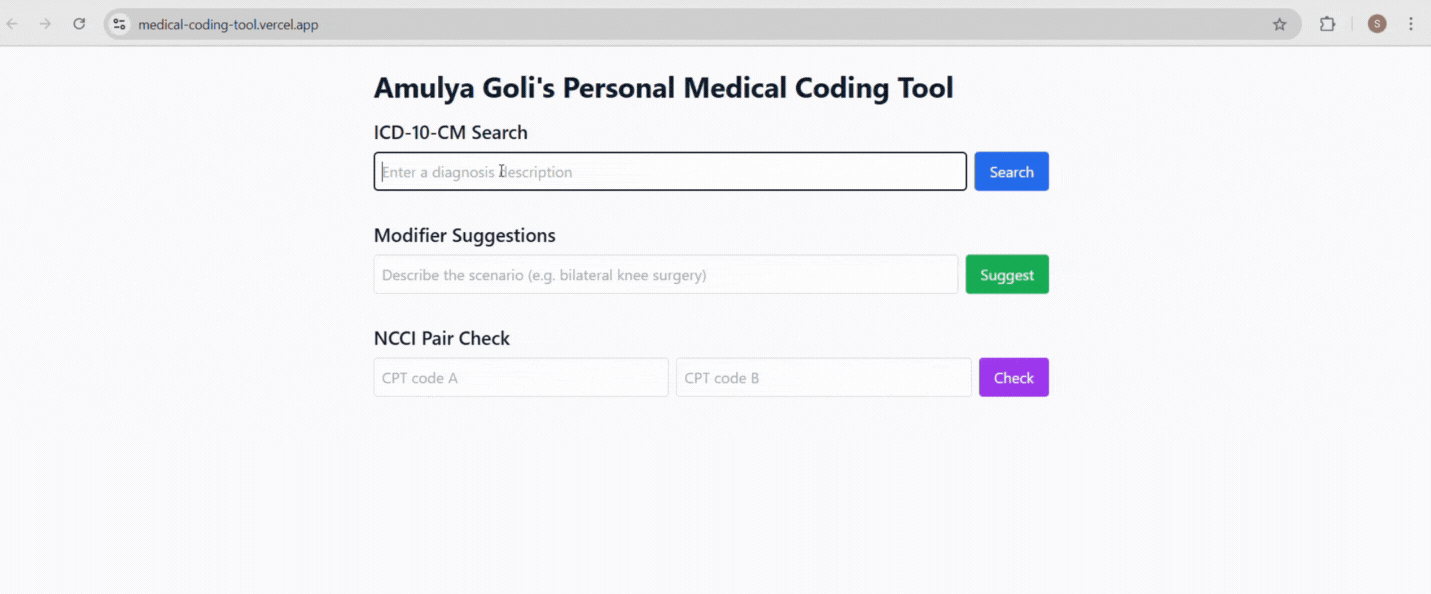 medical-coding-tool.vercel.app
S
Amulya Goli's Personal Medical Coding Tool
ICD-10-CM Search
Enter a diagnosis description
Search
Modifier Suggestions
Describe the scenario (e.g. bilateral knee surgery)
Suggest
NCCI Pair Check
CPT code A
CPT code B
Check